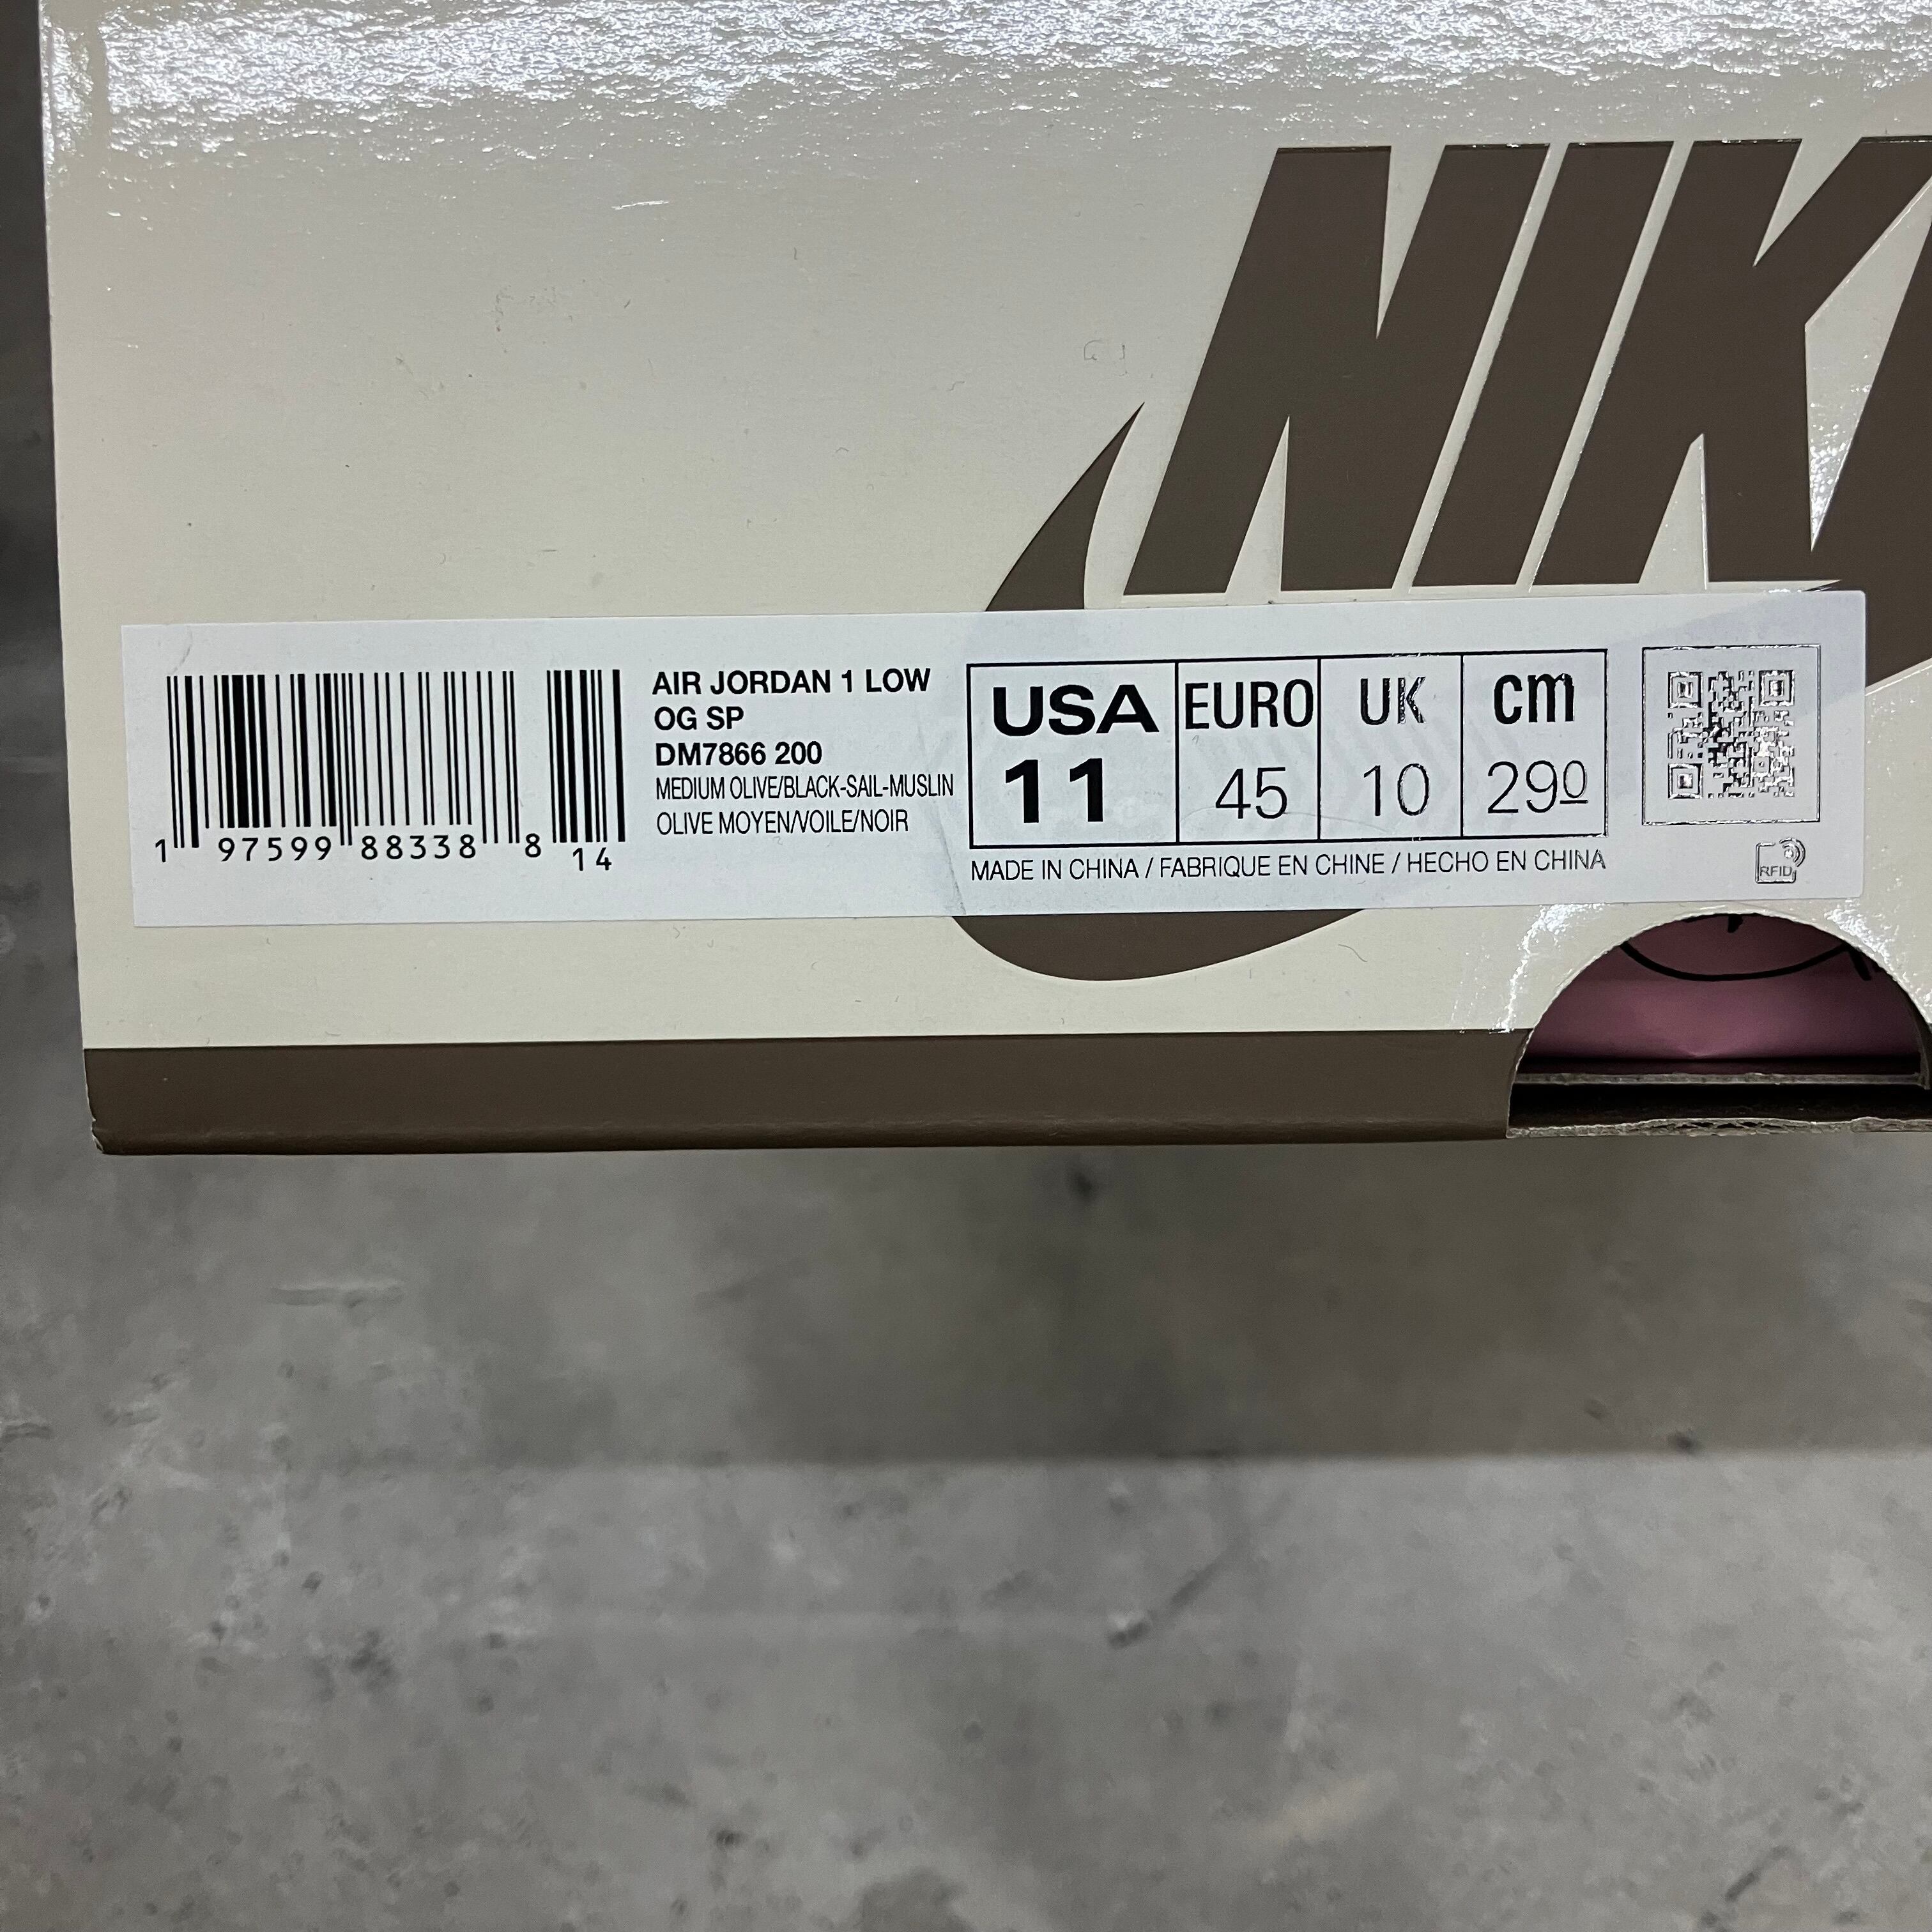 NIK
AIR JORDAN 1 LOW
OG SP
DM7866 200
MEDIUM OLIVE/BLACK-SAIL-MUSLIN
OLIVE MOYEN/VOILE/NOIR
1 97599 88338 8 14
USA EURO UK cm
11 45 10 290
MADE IN CHINA / FABRIQUE EN CHINE / HECHO EN CHINA
RFID